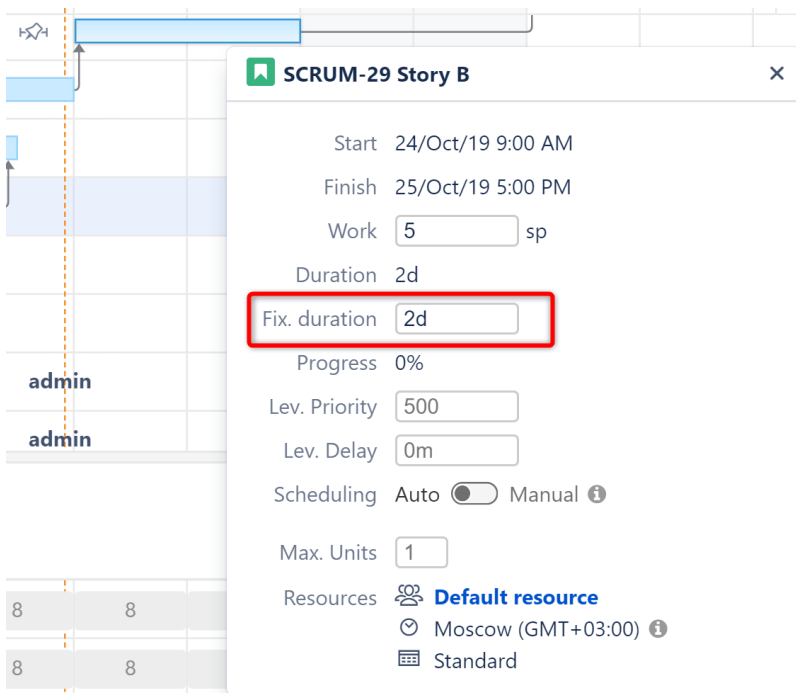 SCRUM-29 Story B
Start 24/Oct/19 9:00 AM
Finish 25/Oct/19 5:00 PM
Work 5 sp
Duration 2d
Fix. duration 2d
Progress 0%
admin
Lev. Priority 500
admin
Lev. Delay 0m
Scheduling Auto Manual
Max. Units 1
Resources Default resource
8 8
Moscow (GMT+03:00)
Standard
8 8